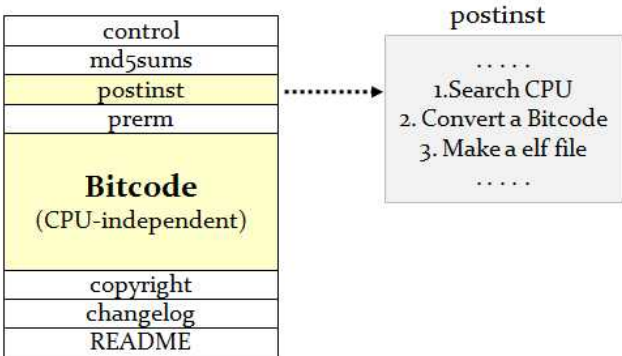 control
md5sums
postinst
prerm
Bitcode
(CPU-independent)
copyright
changelog
README
postinst
.....
1.Search CPU
2. Convert a Bitcode
3. Make a elf file
.....